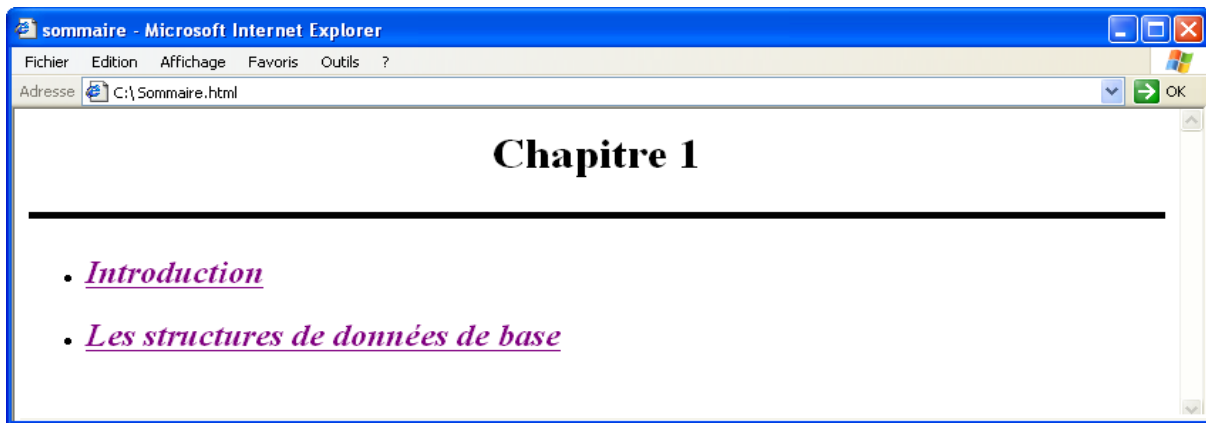 sommaire - Microsoft Internet Explorer
Fichier Edition Affichage Favoris Outils ?
Adresse C:\Sommaire.html OK
Chapitre 1
• Introduction
• Les structures de données de base